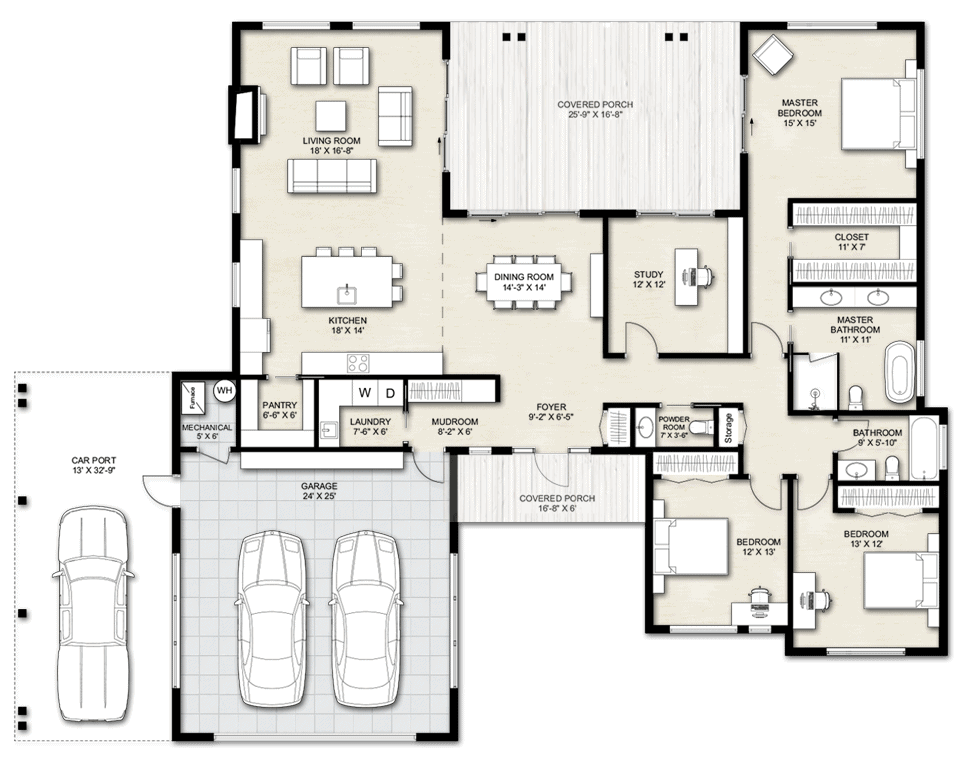 COVERED PORCH
25'-9" X 16'-8"
MASTER
BEDROOM
15' X 15'
LIVING ROOM
18' X 16'-8"
CLOSET
11' X 7'
DINING ROOM
14'-3" X 14'
STUDY
12' X 12'
KITCHEN
18' X 14'
MASTER
BATHROOM
11' X 11'
Furnace
WH
W D
PANTRY
6'-6" X 6'
MECHANICAL
5' X 6'
LAUNDRY
7'-6" X 6'
MUDROOM
8'-2" X 6'
FOYER
9'-2" X 6'-5"
POWDER
ROOM
7' X 3'-6"
Storage
BATHROOM
9' X 5'-10"
CAR PORT
13' X 32'-9"
GARAGE
24' X 25'
COVERED PORCH
16'-8" X 6'
BEDROOM
12' X 13'
BEDROOM
13' X 12'